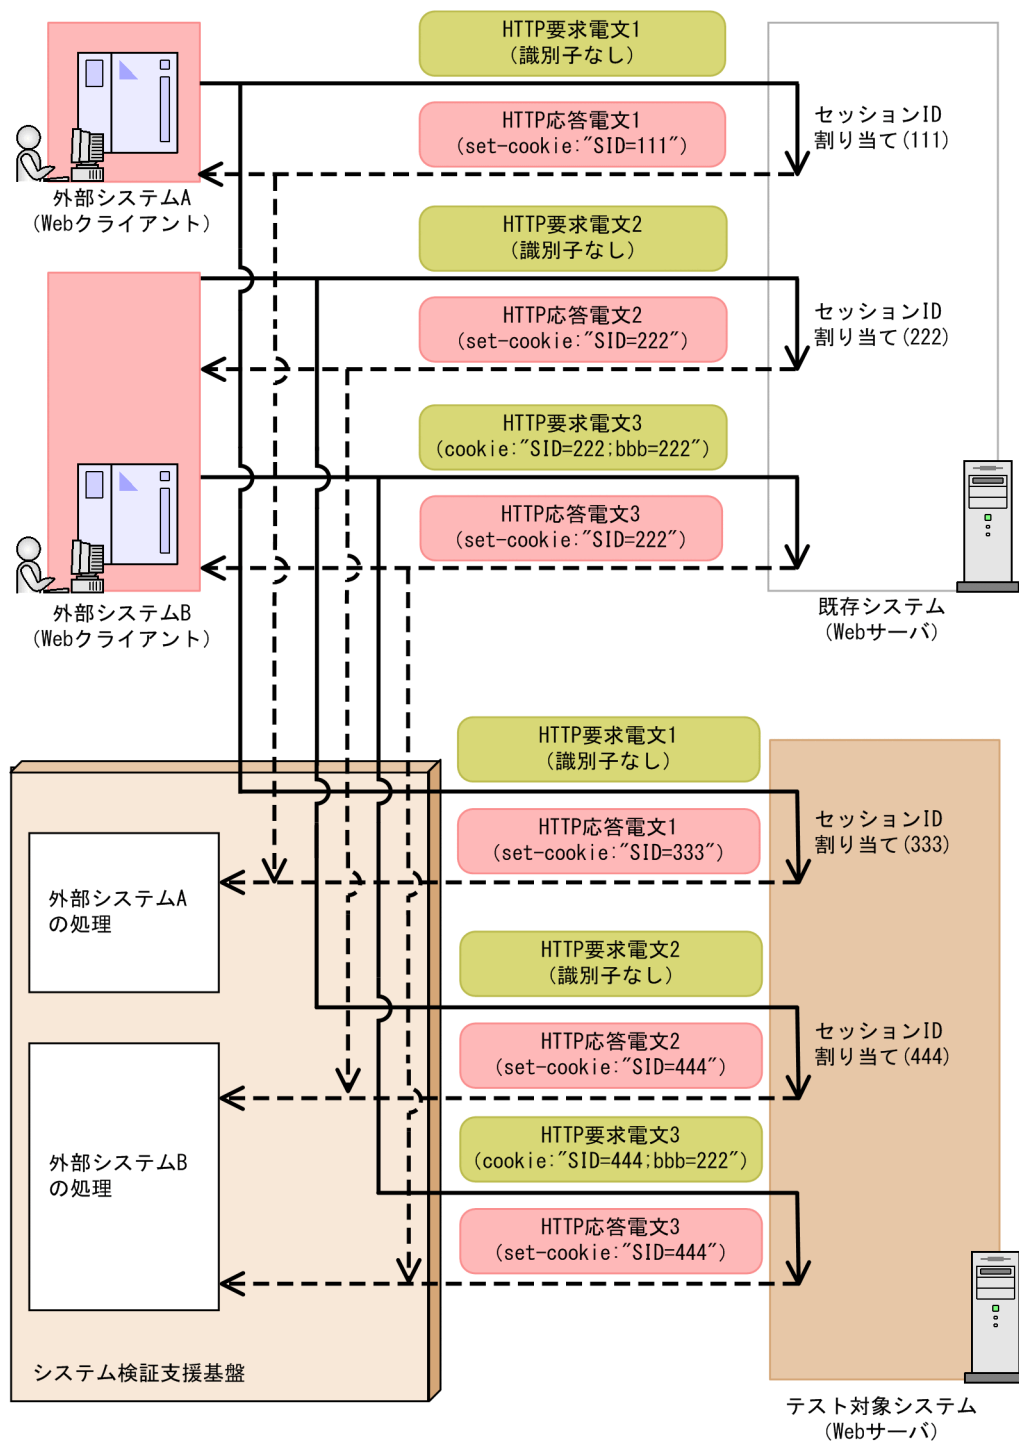 HTTP要求電文1
(識別子なし)
セッションID
割り当て(111)
HTTP応答電文1
(set-cookie:"SID=111")
外部システムA
(Webクライアント)
HTTP要求電文2
(識別子なし)
セッションID
割り当て(222)
HTTP応答電文2
(set-cookie:"SID=222")
HTTP要求電文3
(cookie:"SID=222;bbb=222")
HTTP応答電文3
(set-cookie:"SID=222")
外部システムB
(Webクライアント)
既存システム
(Webサーバ)
HTTP要求電文1
(識別子なし)
セッションID
割り当て(333)
HTTP応答電文1
(set-cookie:"SID=333")
外部システムA
の処理
HTTP要求電文2
(識別子なし)
セッションID
割り当て(444)
HTTP応答電文2
(set-cookie:"SID=444")
HTTP要求電文3
(cookie:"SID=444;bbb=222")
外部システムB
の処理
HTTP応答電文3
(set-cookie:"SID=444")
システム検証支援基盤
テスト対象システム
(Webサーバ)